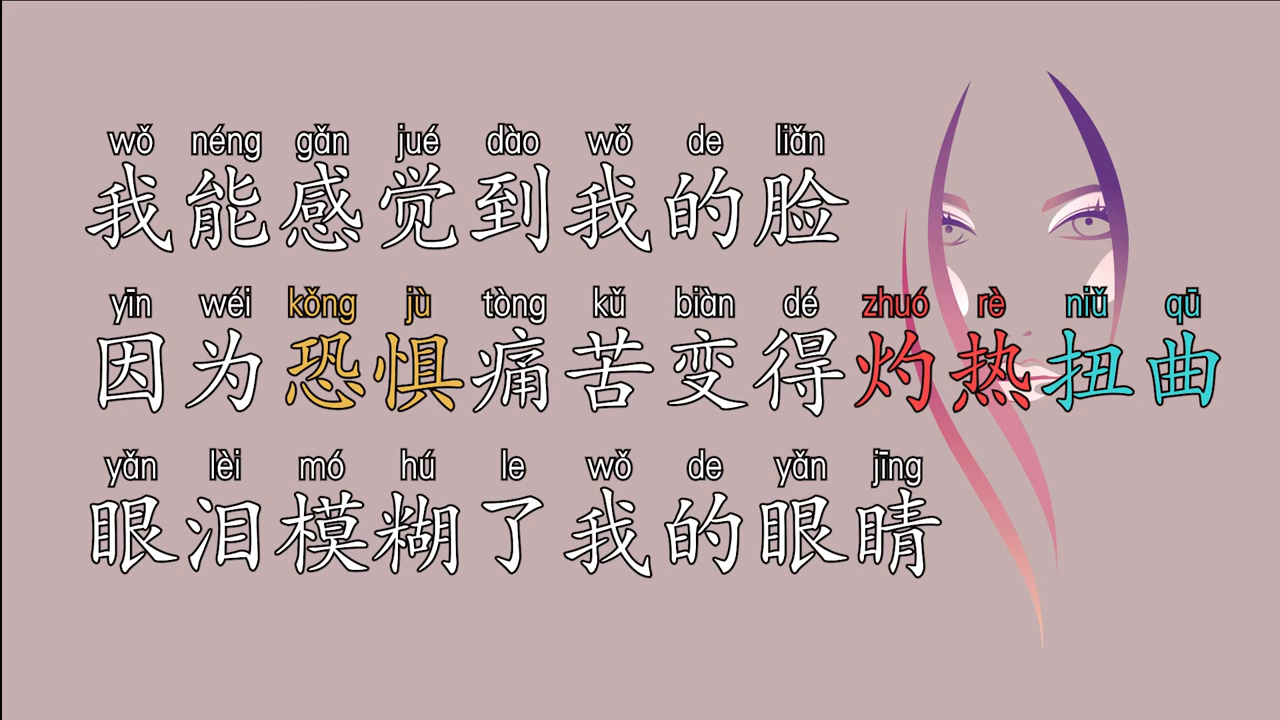 wǒ néng gǎn jué dào wǒ de liǎn
我能感觉到我的脸
yīn wéi kǒng jù tòng kǔ biàn dé zhuó rè niǔ qū
因为恐惧痛苦变得灼热扭曲
yǎn lèi mó hú le wǒ de yǎn jīng
眼泪模糊了我的眼睛